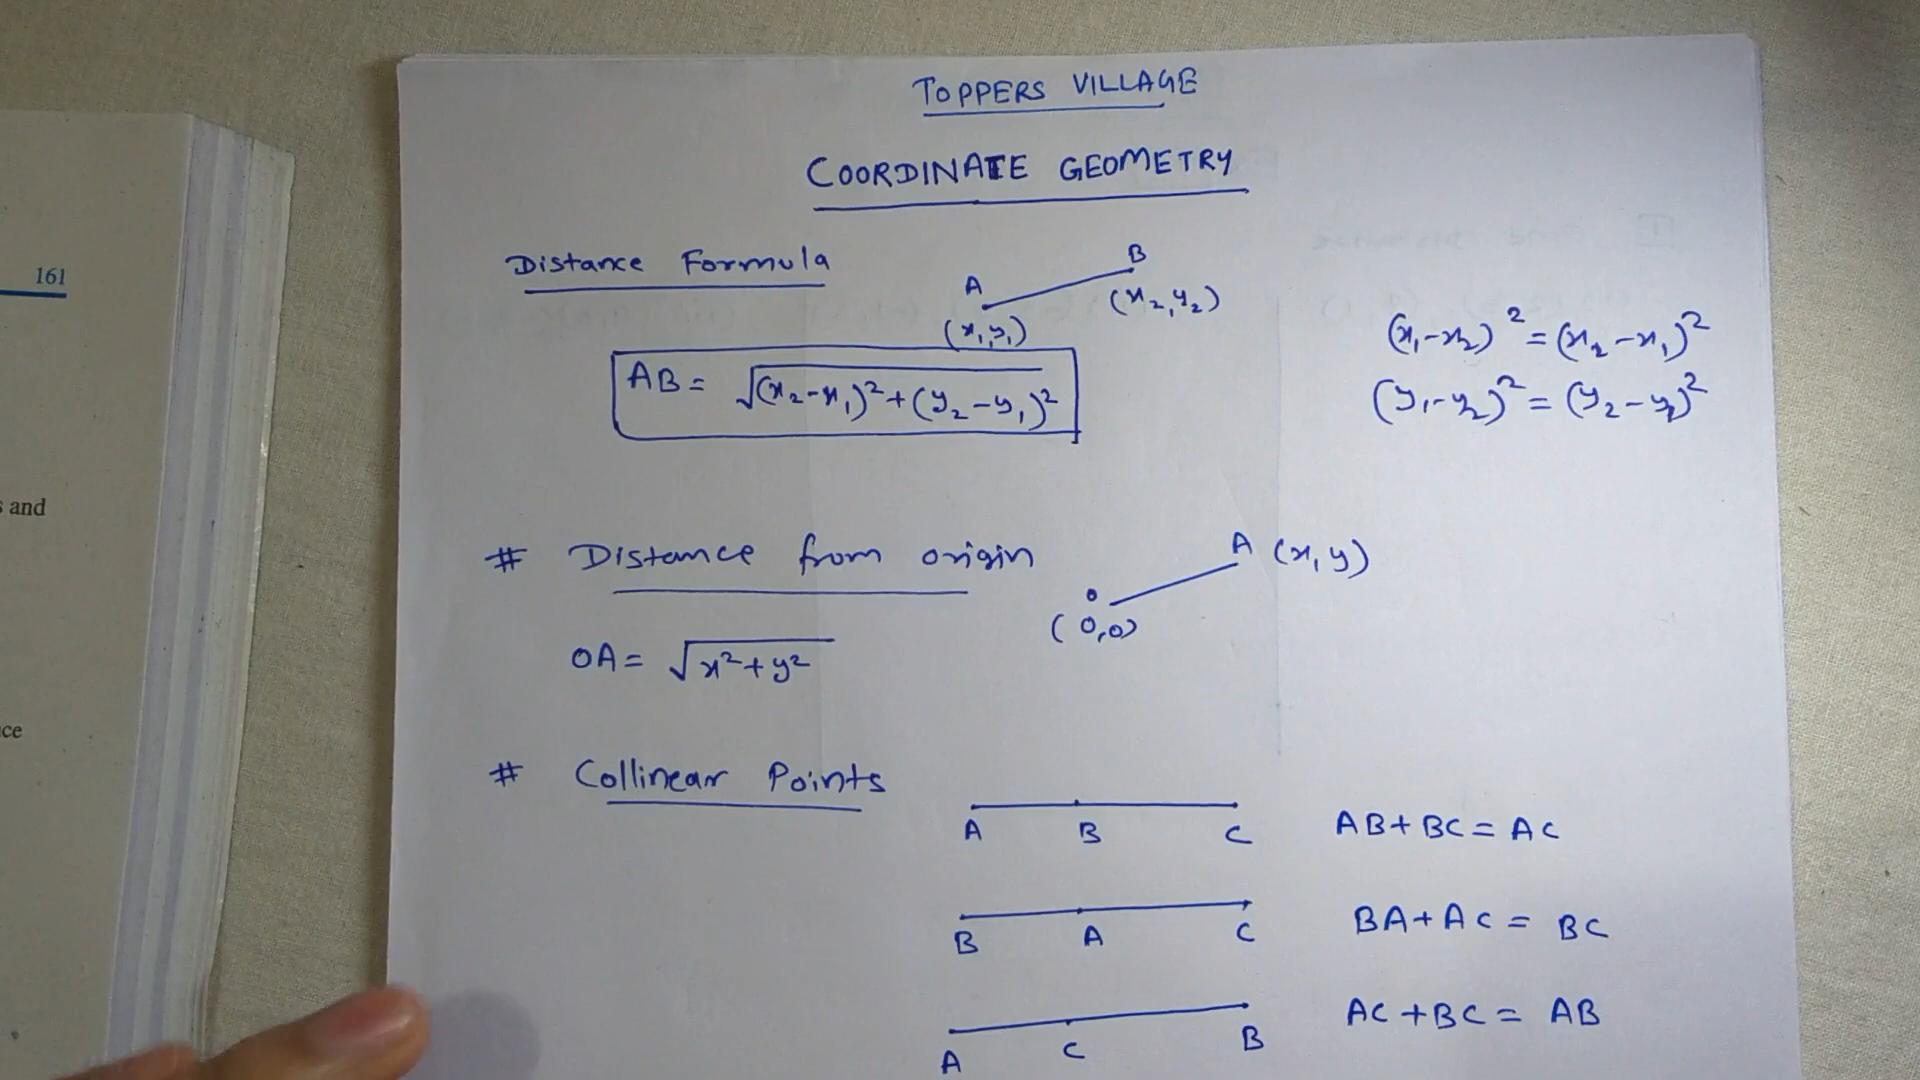 TOPPERS VILLAGE
COORDINATE GEOMETRY
161
Distance Formula
A
B
(x₁,y₁)
(x₂,y₂)
AB = √(x₂-x₁)²+(y₂-y₁)²
(x₁-x₂)² = (x₂-x₁)²
(y₁-y₂)² = (y₂-y₁)²
and
# Distance from origin
A (x,y)
o
(0,0)
OA = √x²+y²
ce
# Collinear Points
A B C
AB+BC = AC
B A C
BA+AC = BC
A C B
AC+BC = AB